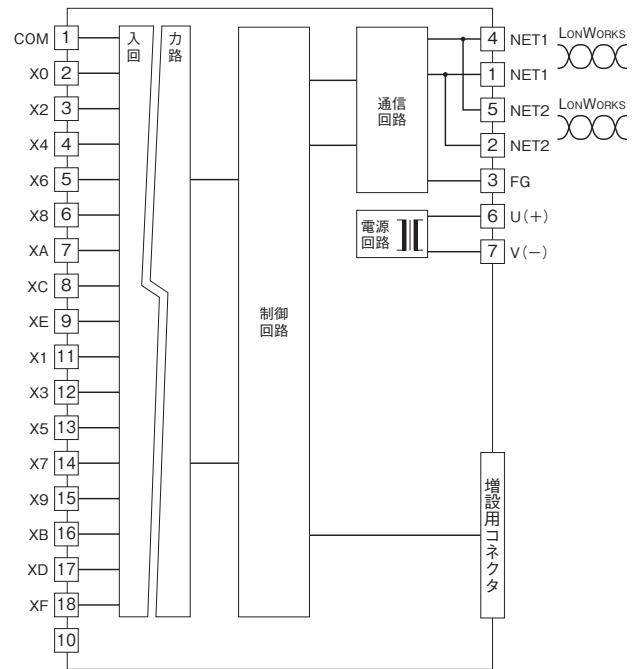 COM 1
X0 2
X2 3
X4 4
X6 5
X8 6
XA 7
XC 8
XE 9
X1 11
X3 12
X5 13
X7 14
X9 15
XB 16
XD 17
XF 18
10
入力
回路
制御
回路
通信
回路
電源
回路
4 NET1 LONWORKS
1 NET1
5 NET2 LONWORKS
2 NET2
3 FG
6 U(+)
7 V(−)
増設用コネクタ